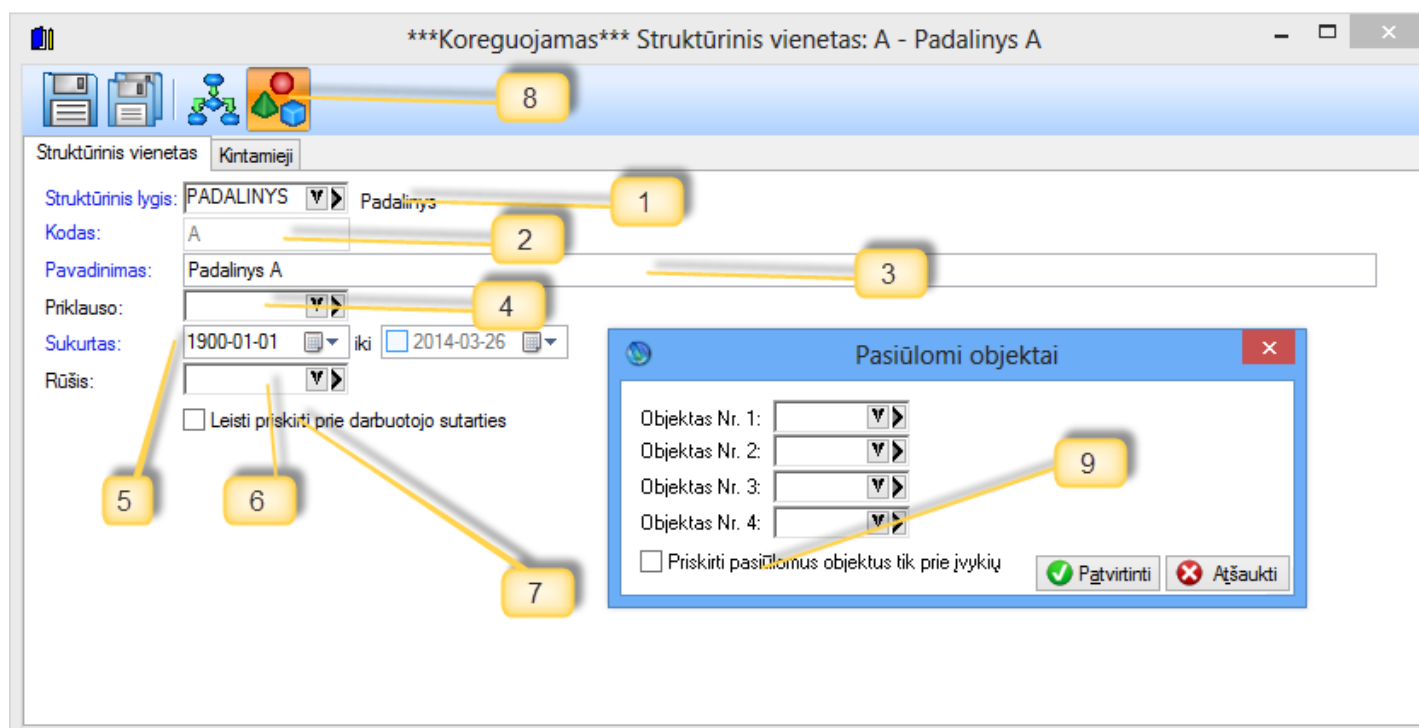 ***Koreguojamas*** Struktūrinis vienetas: A - Padalinys A
8
Struktūrinis vienetas Kintamieji
Struktūrinis lygis: PADALINYS Padalinys
1
Kodas: A
2
Pavadinimas: Padalinys A
3
Priklauso:
4
Sukurtas: 1900-01-01 iki 2014-03-26
Rūšis:
Leisti priskirti prie darbuotojo sutarties
5
6
7
Pasiūlomi objektai
Objektas Nr. 1:
Objektas Nr. 2:
Objektas Nr. 3:
Objektas Nr. 4:
9
Priskirti pasiūlomus objektus tik prie įvykių
Patvirtinti Atšaukti